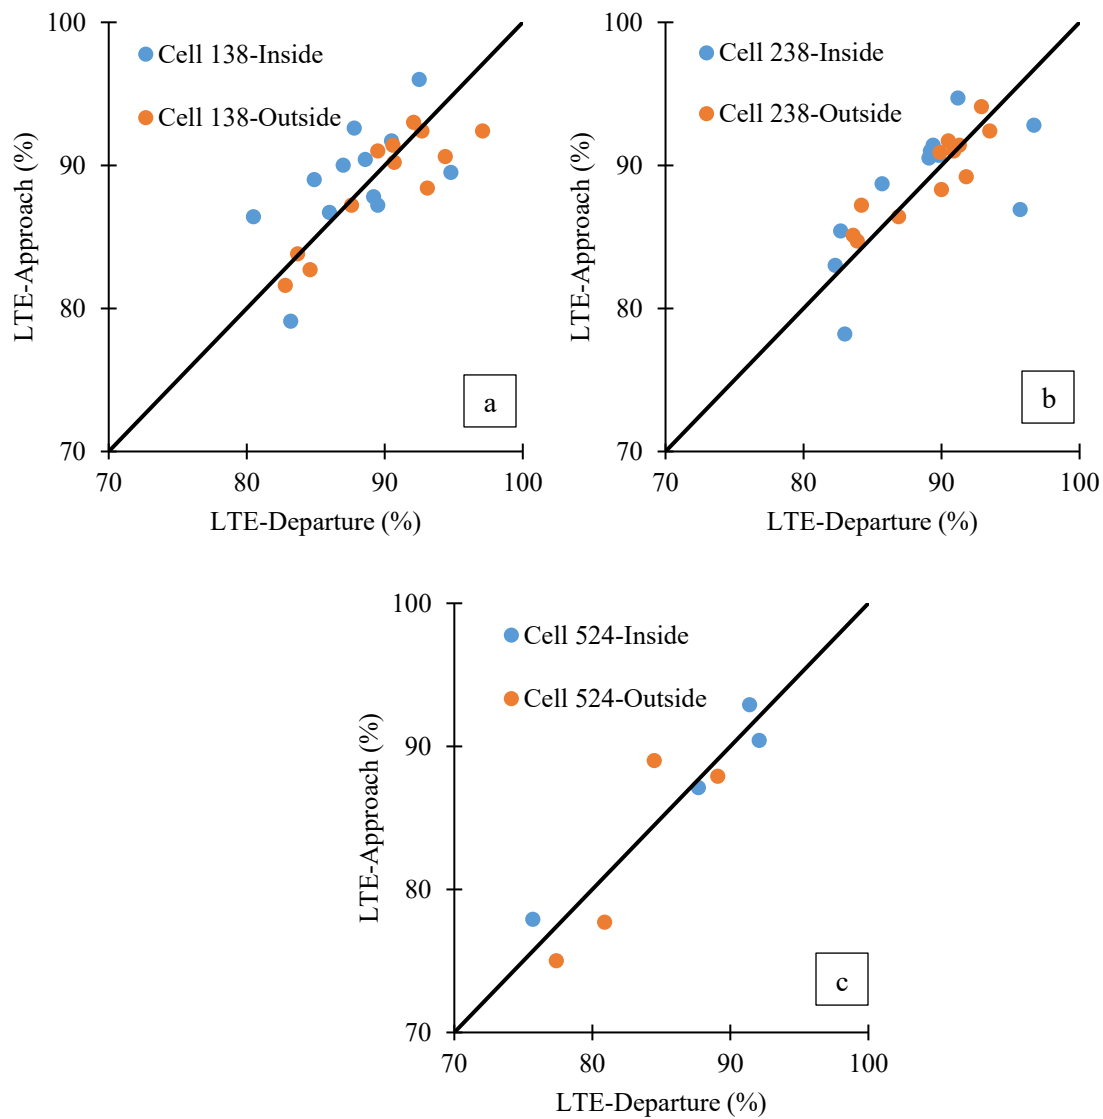 100
90
80
70
70
80
90
100
LTE-Approach (%)
LTE-Departure (%)
Cell 138-Inside
Cell 138-Outside
a
100
90
80
70
70
80
90
100
LTE-Approach (%)
LTE-Departure (%)
Cell 238-Inside
Cell 238-Outside
b
100
90
80
70
70
80
90
100
LTE-Approach (%)
LTE-Departure (%)
Cell 524-Inside
Cell 524-Outside
c